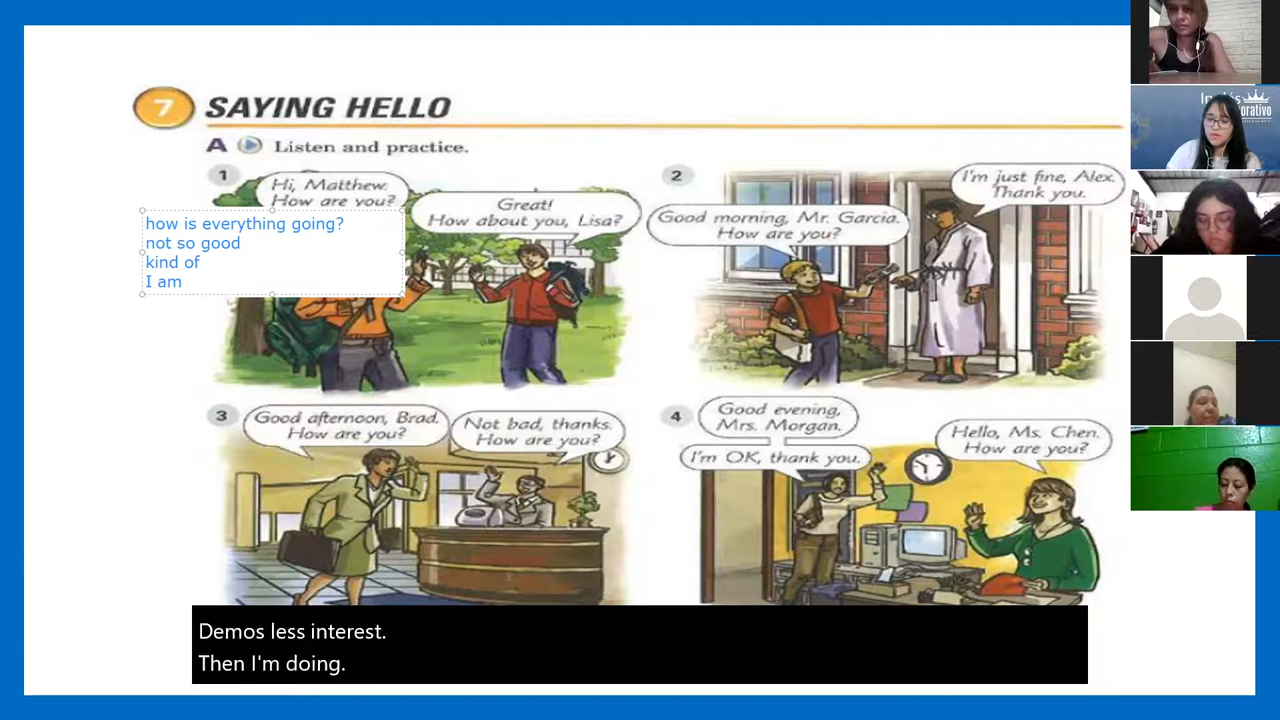 7 SAYING HELLO
A Listen and practice.
1
Hi, Matthew.
How are you?
Great!
How about you, Lisa?
how is everything going?
not so good
kind of
I am
2
Good morning, Mr. Garcia.
How are you?
I'm just fine, Alex.
Thank you.
3
Good afternoon, Brad.
How are you?
Not bad, thanks.
How are you?
4
Good evening,
Mrs. Morgan.
I'm OK, thank you.
Hello, Ms. Chen.
How are you?
Demos less interest.
Then I'm doing.